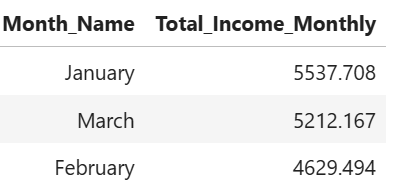 Month_Name Total_Income_Monthly
January 5537.708
March 5212.167
February 4629.494